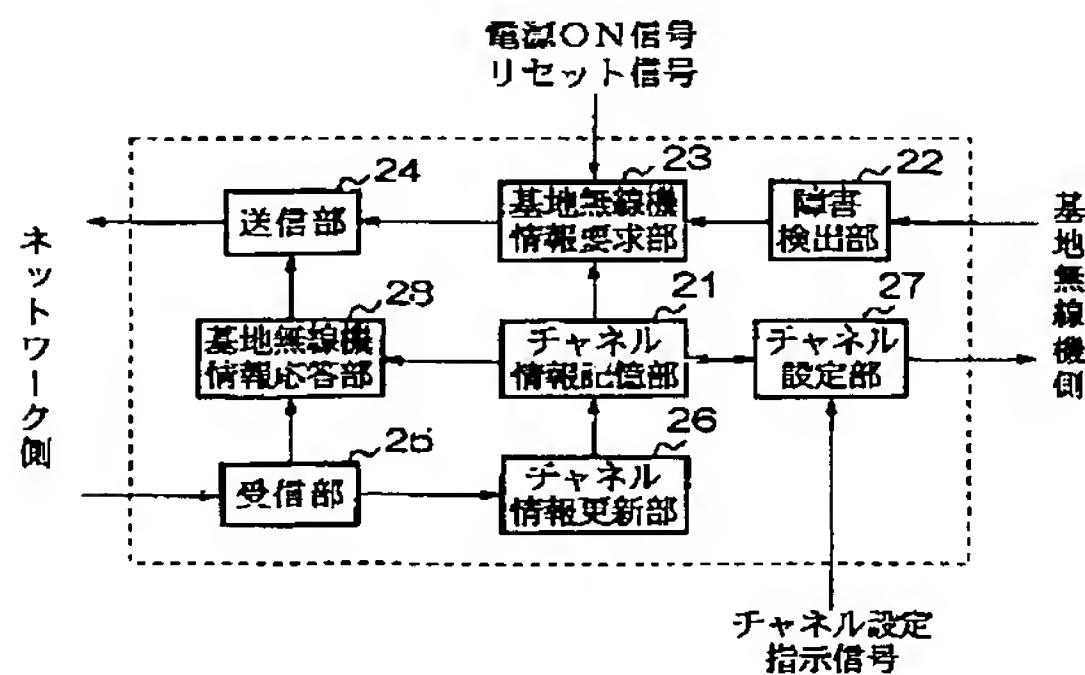 電源ON信号
リセット信号
24
送信部
23
基地無線機
情報要求部
22
障害
検出部
ネットワーク側
基地無線機側
28
基地無線機
情報応答部
21
チャネル
情報記憶部
27
チャネル
設定部
25
受信部
26
チャネル
情報更新部
チャネル設定
指示信号